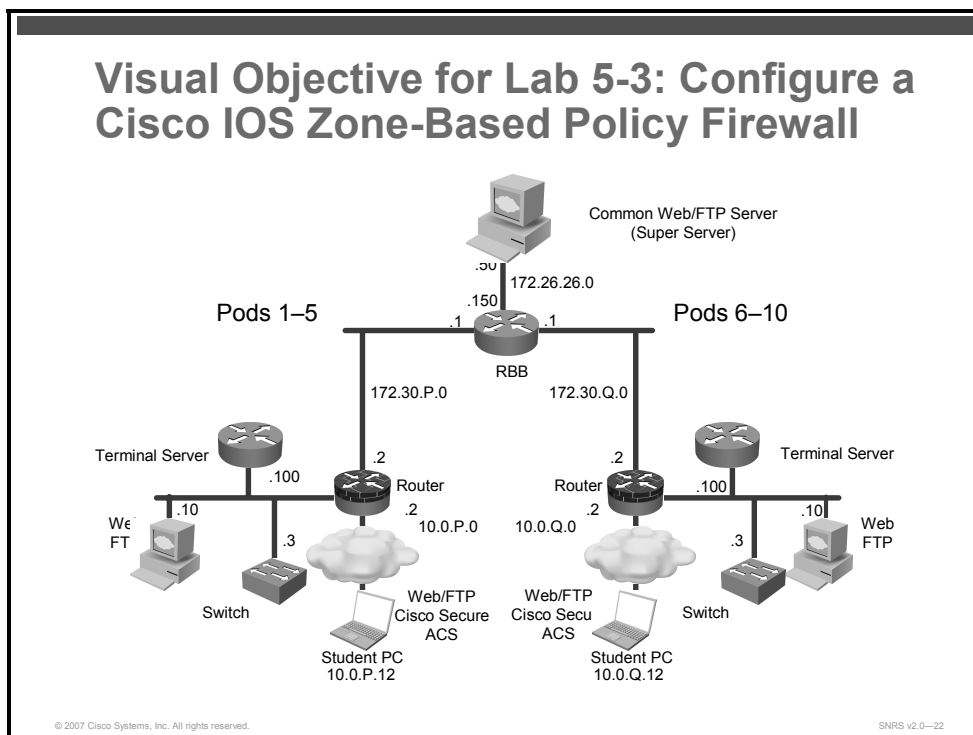 Visual Objective for Lab 5-3: Configure a
Cisco IOS Zone-Based Policy Firewall
Common Web/FTP Server
(Super Server)
.50
172.26.26.0
.150
Pods 1–5
Pods 6–10
.1
.1
RBB
172.30.P.0
172.30.Q.0
Terminal Server
Terminal Server
.2
.2
.100
.100
Router
Router
.10
.2
10.0.P.0
10.0.Q.0
.2
.10
FT
.3
.3
Web
FTP
Switch
Web/FTP
Cisco Secure
ACS
Web/FTP
Cisco Secu
ACS
Switch
Student PC
10.0.P.12
Student PC
10.0.Q.12
© 2007 Cisco Systems, Inc. All rights reserved.
SNRS v2.0—22